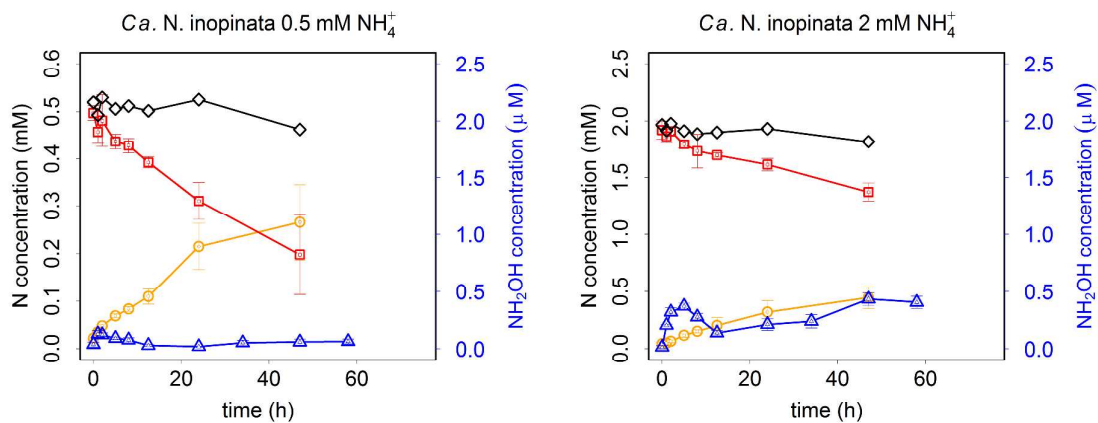 Ca. N. inopinata 0.5 mM NH₄⁺
N concentration (mM)
0.0 0.1 0.2 0.3 0.4 0.5 0.6
0 20 40 60
time (h)
0.0 0.5 1.0 1.5 2.0 2.5
NH₂OH concentration (μ M)
Ca. N. inopinata 2 mM NH₄⁺
N concentration (mM)
0.0 0.5 1.0 1.5 2.0 2.5
0 20 40 60
time (h)
0.0 0.5 1.0 1.5 2.0 2.5
NH₂OH concentration (μ M)